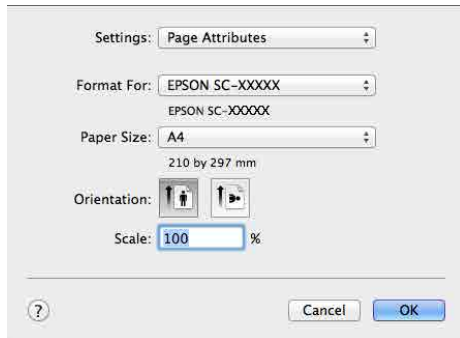 Settings: Page Attributes
Format For: EPSON SC-XXXXX
EPSON SC-XXXXX
Paper Size: A4
210 by 297 mm
Orientation:
Scale: 100 %
? Cancel OK